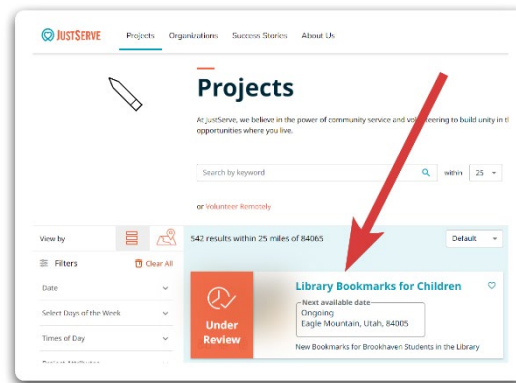 JUSTSERVE
Projects Organizations Success Stories About Us
Projects
At JustServe, we believe in the power of community service and volunteering to build unity in th
opportunities where you live.
Search by keyword
within 25
or Volunteer Remotely
View by
542 results within 25 miles of 84065
Default
Filters
Clear All
Date
Select Days of the Week
Times of Day
Project Attributes
Under
Review
Library Bookmarks for Children
Next available date
Ongoing
Eagle Mountain, Utah, 84005
New Bookmarks for Brookhaven Students in the Library